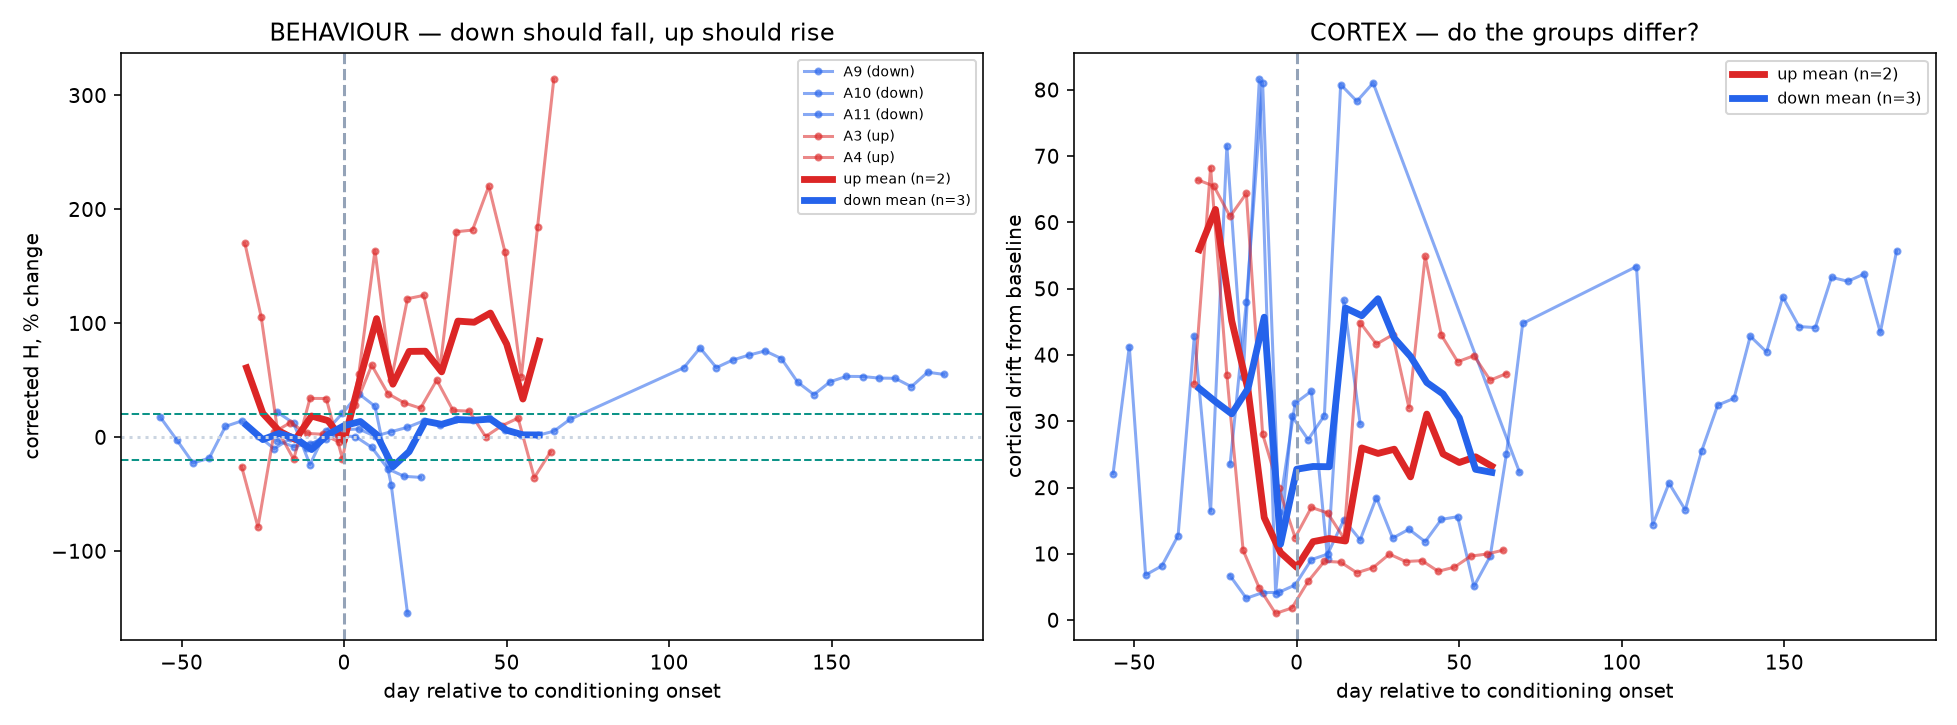 BEHAVIOUR — down should fall, up should rise
corrected H, % change
300
200
100
0
−100
−50
0
50
100
150
day relative to conditioning onset
A9 (down)
A10 (down)
A11 (down)
A3 (up)
A4 (up)
up mean (n=2)
down mean (n=3)
CORTEX — do the groups differ?
cortical drift from baseline
80
70
60
50
40
30
20
10
0
−50
0
50
100
150
day relative to conditioning onset
up mean (n=2)
down mean (n=3)